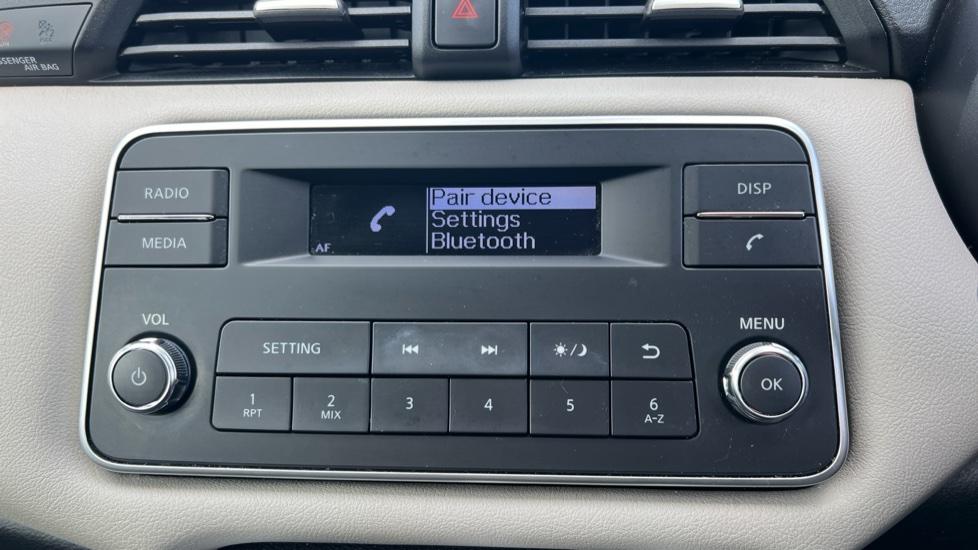 PASSENGER
AIR BAG
RADIO
MEDIA
AF
Pair device
Settings
Bluetooth
DISP
VOL
SETTING
MENU
OK
1
RPT
2
MIX
3
4
5
6
A-Z